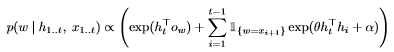 p(w | h_{1..t}, x_{1..t}) ∝ ( exp(h_t^⊤ o_w) + ∑_{i=1}^{t−1} 𝟙_{{w=x_{i+1}}} exp(θ h_t^⊤ h_i + α) )